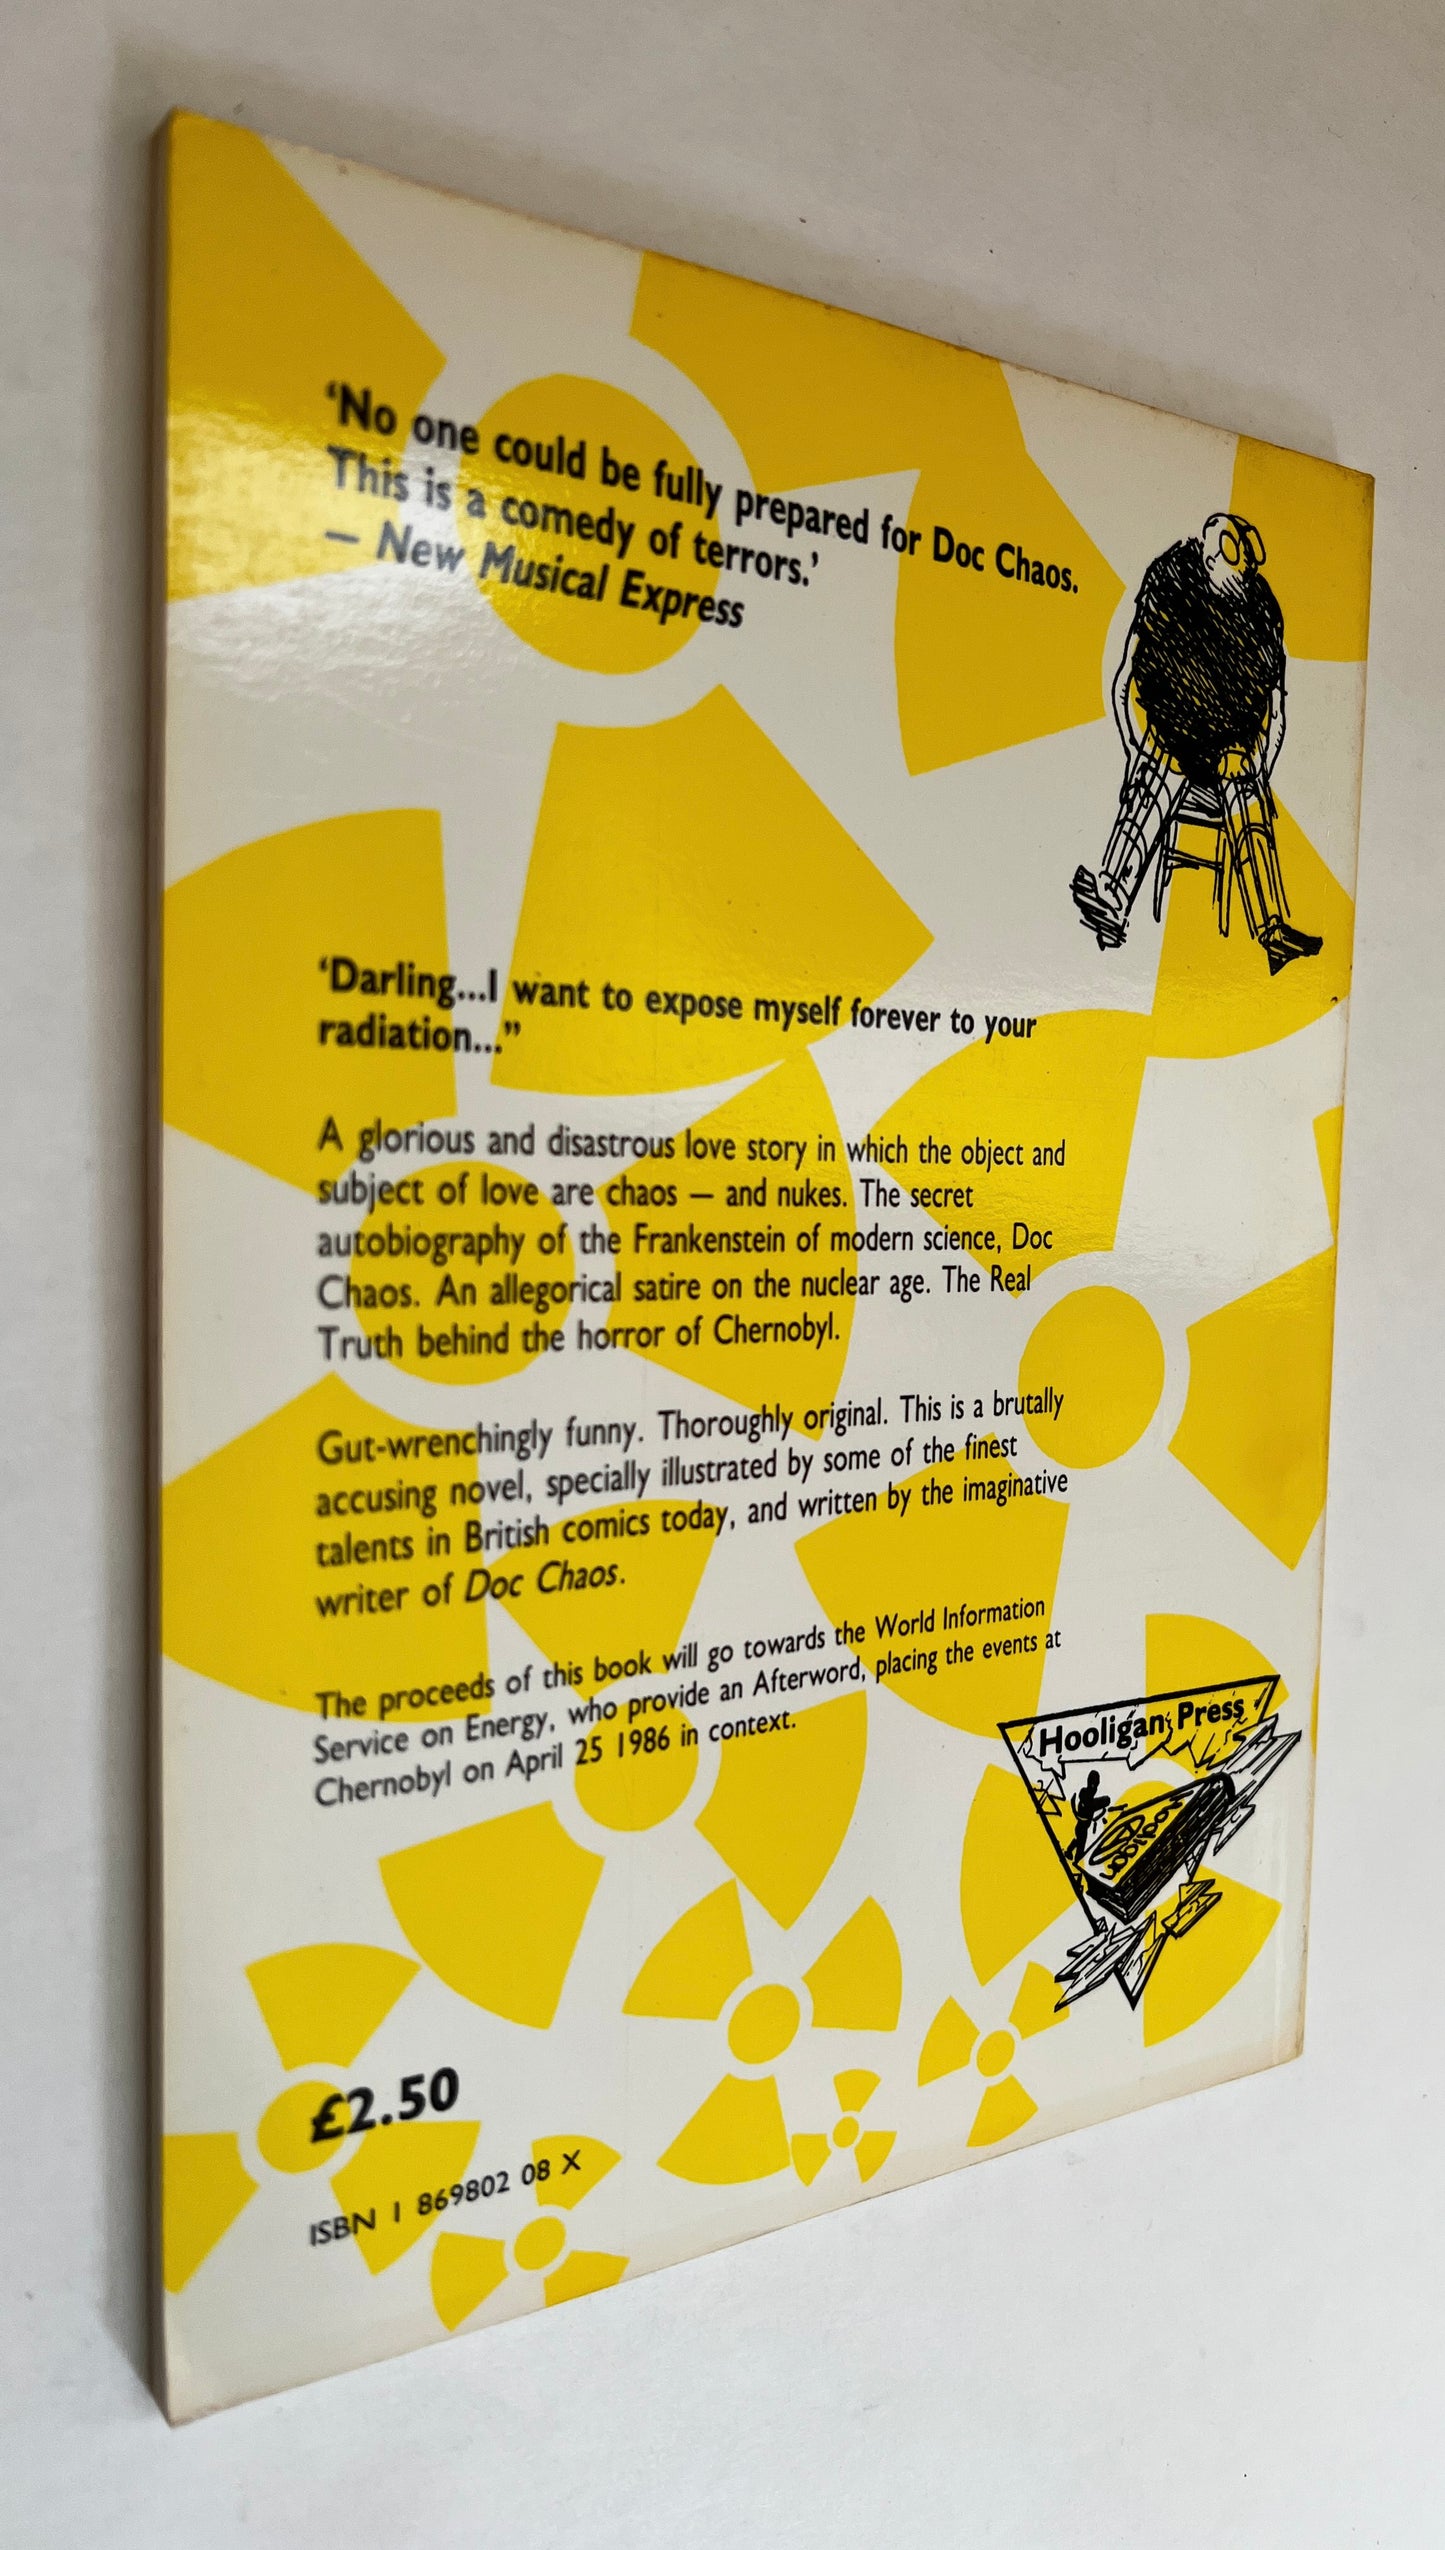 ‘No one could be fully prepared for Doc Chaos.
This is a comedy of terrors.’
— New Musical Express
‘Darling...I want to expose myself forever to your
radiation...”
A glorious and disastrous love story in which the object and
subject of love are chaos — and nukes. The secret
autobiography of the Frankenstein of modern science, Doc
Chaos. An allegorical satire on the nuclear age. The Real
Truth behind the horror of Chernobyl.
Gut-wrenchingly funny. Thoroughly original. This is a brutally
accusing novel, specially illustrated by some of the finest
talents in British comics today, and written by the imaginative
writer of Doc Chaos.
The proceeds of this book will go towards the World Information
Service on Energy, who provide an Afterword, placing the events at
Chernobyl on April 25 1986 in context.
Hooligan Press
Hooligan
£2.50
ISBN 1 869802 08 X